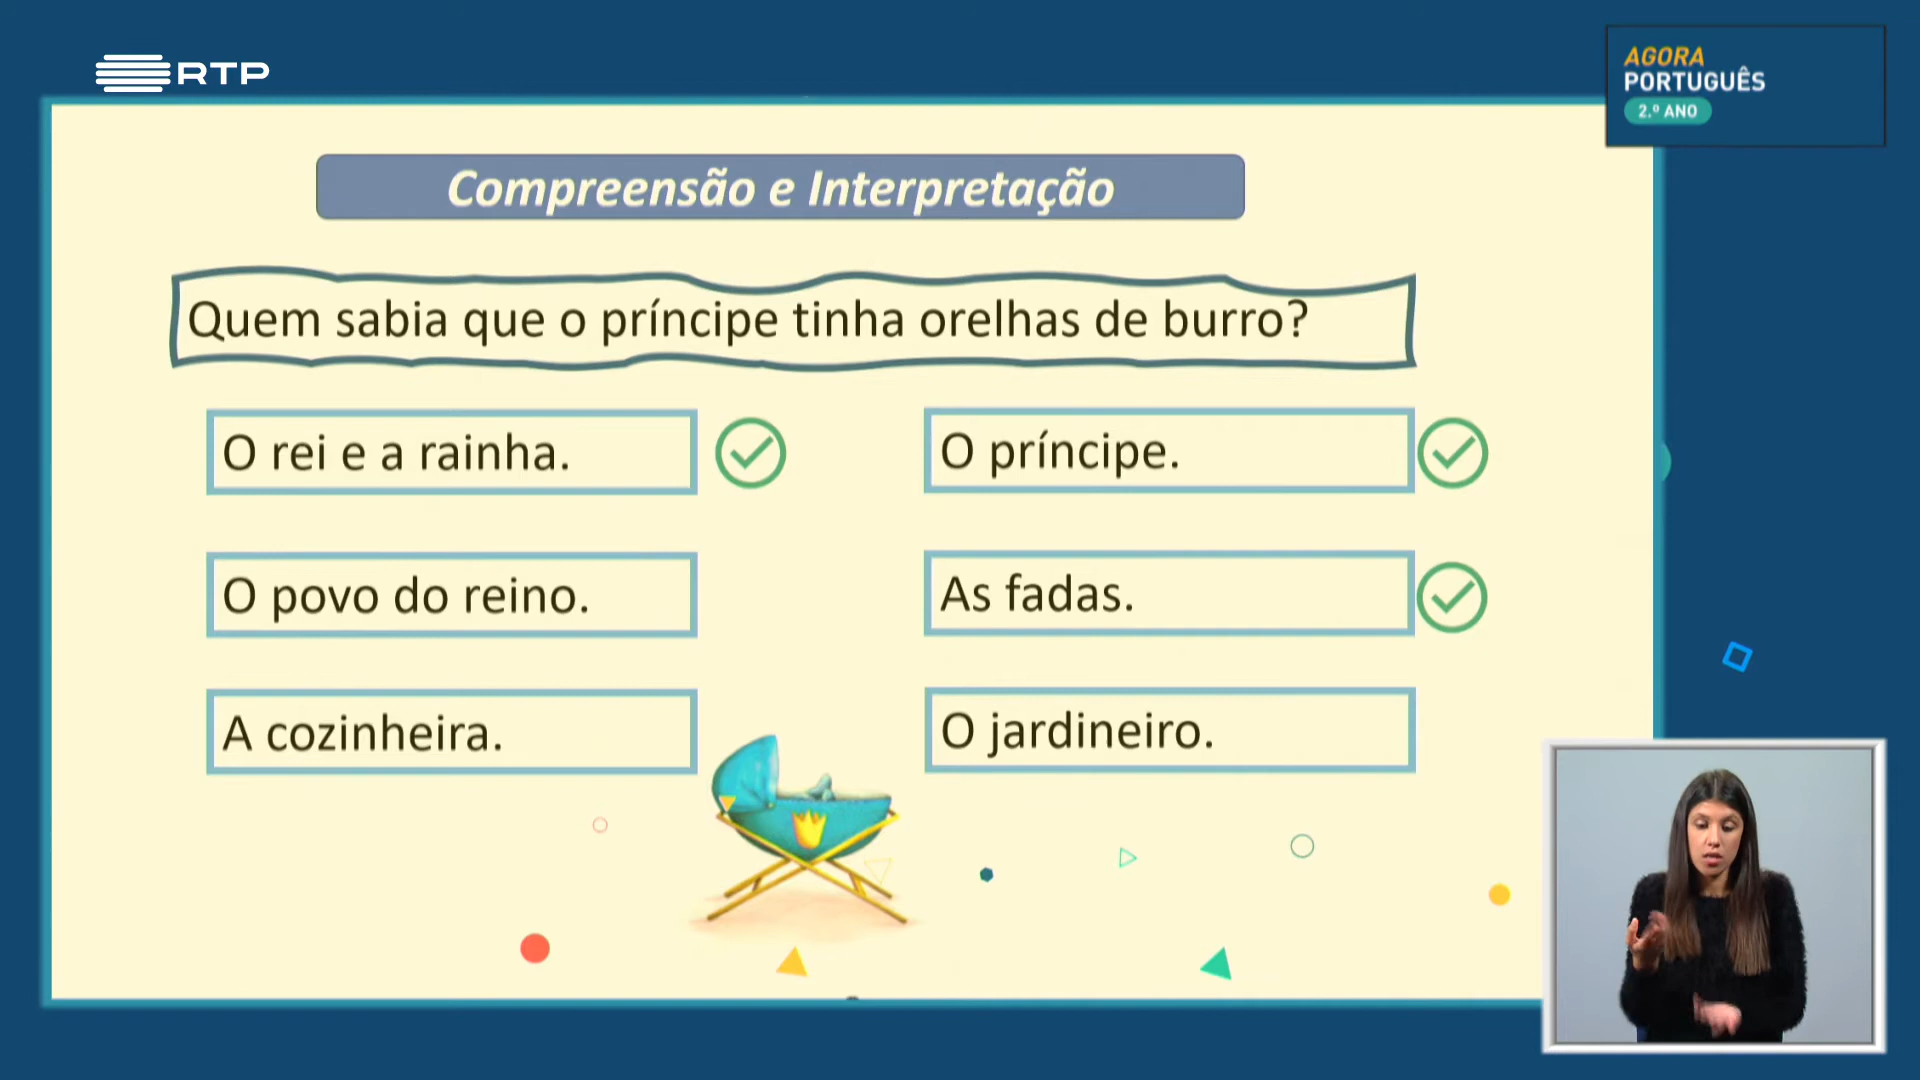 RTP
AGORA
PORTUGUÊS
2.º ANO
Compreensão e Interpretação
Quem sabia que o príncipe tinha orelhas de burro?
O rei e a rainha.
O príncipe.
O povo do reino.
As fadas.
A cozinheira.
O jardineiro.